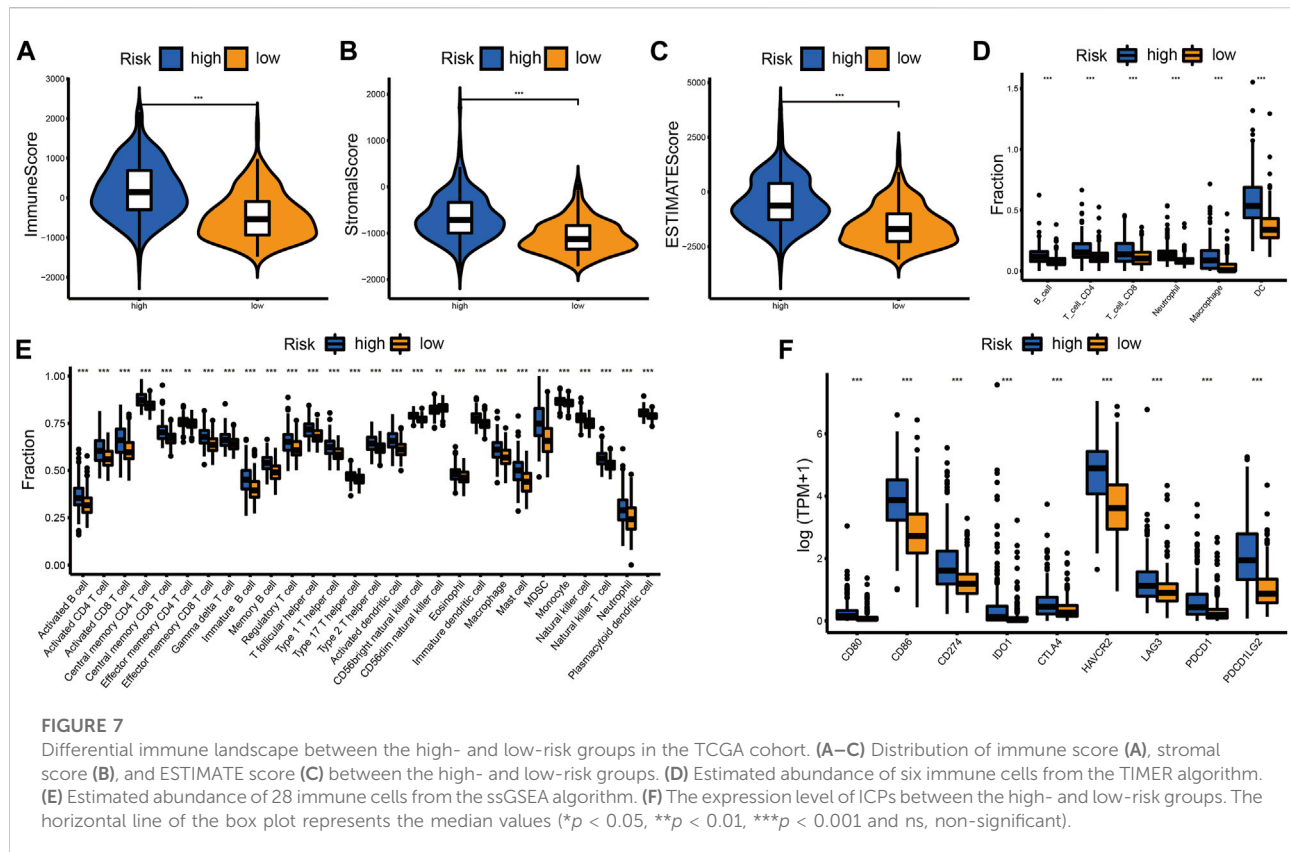 A Risk high low
ImmuneScore
3000
2000
1000
0
−1000
−2000
***
high low
B Risk high low
StromalScore
2000
1000
0
−1000
−2000
***
high low
C Risk high low
ESTIMATEScore
5000
2500
0
−2500
***
high low
D Risk high low
Fraction
1.5
1.0
0.5
0.0
*** *** *** *** *** ***
B_cell
T_cell_CD4
T_cell_CD8
Neutrophil
Macrophage
DC
E Risk high low
Fraction
1.00
0.75
0.50
0.25
0.00
*** *** *** *** *** ** *** *** *** *** *** *** *** *** *** *** *** ** *** *** *** *** *** *** *** *** *** ***
Activated B cell
Activated CD4 T cell
Activated CD8 T cell
Central memory CD4 T cell
Central memory CD8 T cell
Effector memory CD4 T cell
Effector memory CD8 T cell
Gamma delta T cell
Immature B cell
Memory B cell
Regulatory T cell
T follicular helper cell
Type 1 T helper cell
Type 17 T helper cell
Type 2 T helper cell
Activated dendritic cell
CD56bright natural killer cell
CD56dim natural killer cell
Eosinophil
Immature dendritic cell
Macrophage
Mast cell
MDSC
Monocyte
Natural killer cell
Natural killer T cell
Neutrophil
Plasmacytoid dendritic cell
F Risk high low
log (TPM+1)
6
4
2
0
*** *** *** *** *** *** *** *** ***
CD80
CD86
CD274
IDO1
CTLA4
HAVCR2
LAG3
PDCD1
PDCD1LG2
FIGURE 7
Differential immune landscape between the high- and low-risk groups in the TCGA cohort. (A–C) Distribution of immune score (A), stromal
score (B), and ESTIMATE score (C) between the high- and low-risk groups. (D) Estimated abundance of six immune cells from the TIMER algorithm.
(E) Estimated abundance of 28 immune cells from the ssGSEA algorithm. (F) The expression level of ICPs between the high- and low-risk groups. The
horizontal line of the box plot represents the median values (*p < 0.05, **p < 0.01, ***p < 0.001 and ns, non-significant).